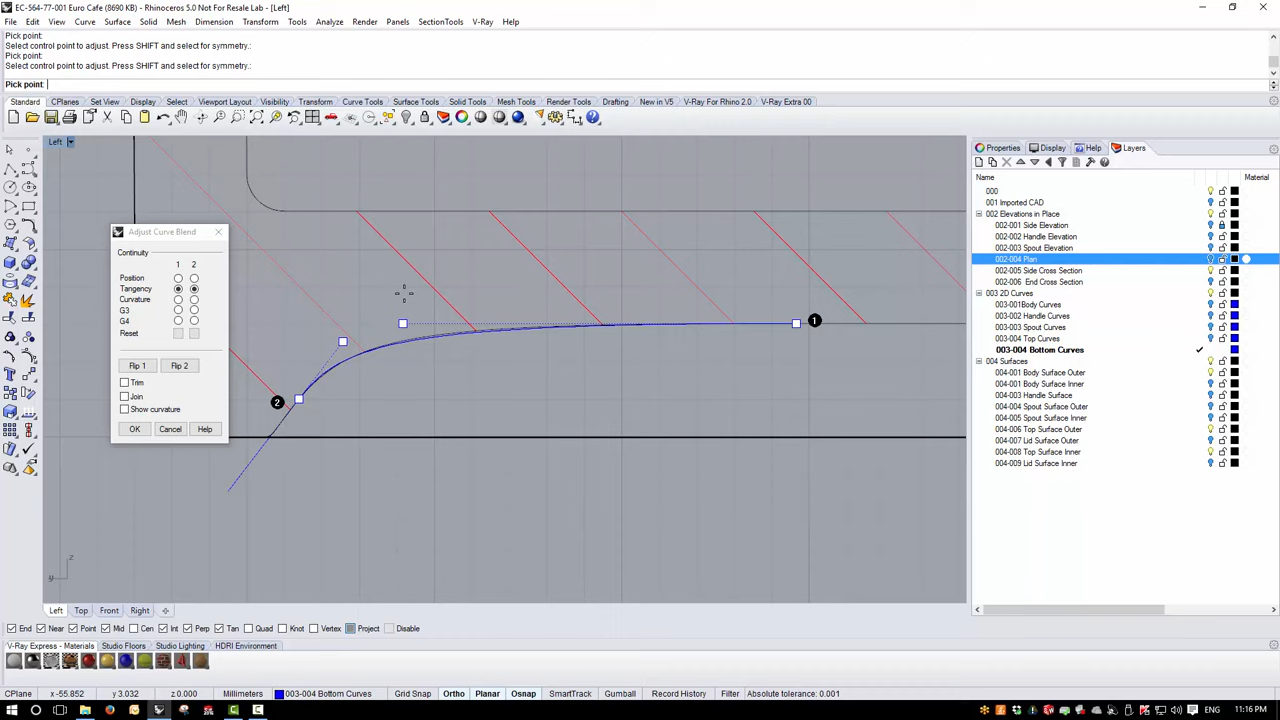 EC-564-77-001 Euro Cafe (8690 KB) - Rhinoceros 5.0 Not For Resale Lab - [Left]
File Edit View Curve Surface Solid Mesh Dimension Transform Tools Analyze Render Panels SectionTools V-Ray Help
Pick point:
Select control point to adjust. Press SHIFT and select for symmetry.:
Pick point:
Select control point to adjust. Press SHIFT and select for symmetry.:
Pick point:
Standard CPlanes Set View Display Select Viewport Layout Visibility Transform Curve Tools Surface Tools Solid Tools Mesh Tools Render Tools Drafting New in V5 V-Ray For Rhino 2.0 V-Ray Extra 00
Left
Properties Display Help Layers
Name Material
000
001 Imported CAD
002 Elevations in Place
002-001 Side Elevation
002-002 Handle Elevation
002-003 Spout Elevation
002-004 Plan
002-005 Side Cross Section
002-006 End Cross Section
003 2D Curves
003-001Body Curves
003-002 Handle Curves
003-003 Spout Curves
003-004 Top Curves
003-004 Bottom Curves
004 Surfaces
004-001 Body Surface Outer
004-001 Body Surface Inner
004-003 Handle Surface
004-004 Spout Surface Outer
004-005 Spout Surface Inner
004-006 Top Surface Outer
004-007 Lid Surface Outer
004-008 Top Surface Inner
004-009 Lid Surface Inner
Adjust Curve Blend
Continuity
1 2
Position
Tangency
Curvature
G3
G4
Reset
Flip 1 Flip 2
Trim
Join
Show curvature
OK Cancel Help
1
2
z
y
Left Top Front Right
End Near Point Mid Cen Int Perp Tan Quad Knot Vertex Project Disable
V-Ray Express - Materials Studio Floors Studio Lighting HDRI Environment
CPlane x -55.852 y 3.032 z 0.000 Millimeters 003-004 Bottom Curves Grid Snap Ortho Planar Osnap SmartTrack Gumball Record History Filter Absolute tolerance: 0.001
ENG 11:16 PM